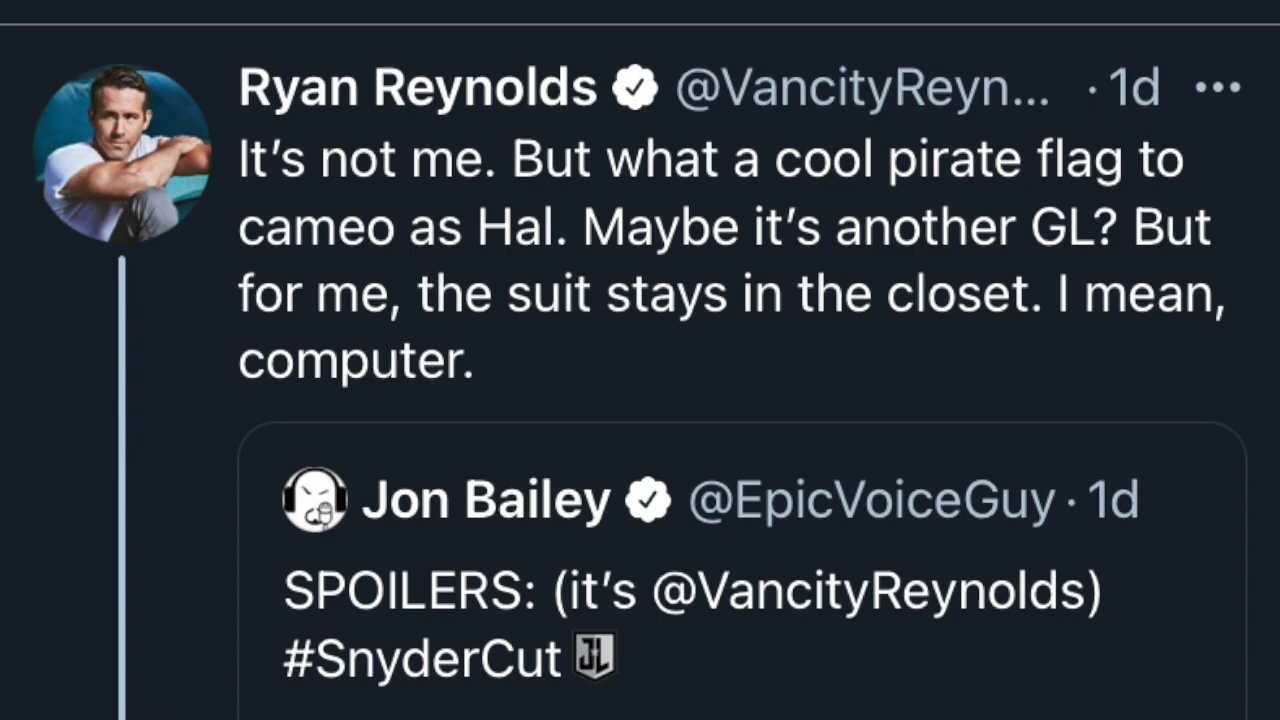 Ryan Reynolds @VancityReyn... · 1d
It’s not me. But what a cool pirate flag to
cameo as Hal. Maybe it’s another GL? But
for me, the suit stays in the closet. I mean,
computer.
Jon Bailey @EpicVoiceGuy · 1d
SPOILERS: (it’s @VancityReynolds)
#SnyderCut JL